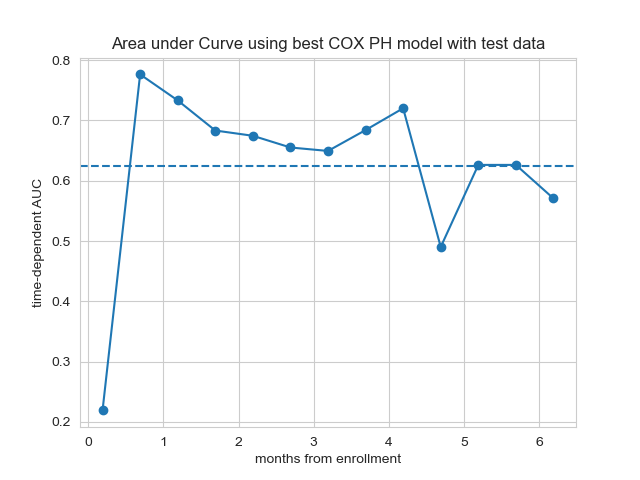 Area under Curve using best COX PH model with test data
time-dependent AUC
0.8
0.7
0.6
0.5
0.4
0.3
0.2
0 1 2 3 4 5 6
months from enrollment